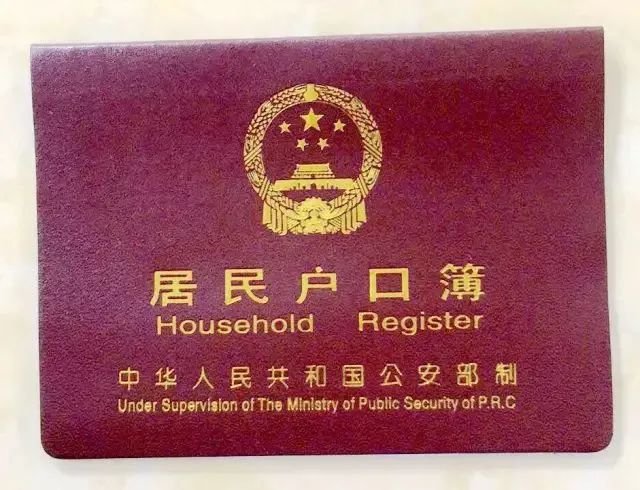 居民户口簿
Household Register
中华人民共和国公安部制
Under Supervision of The Ministry of Public Security of P.R.C